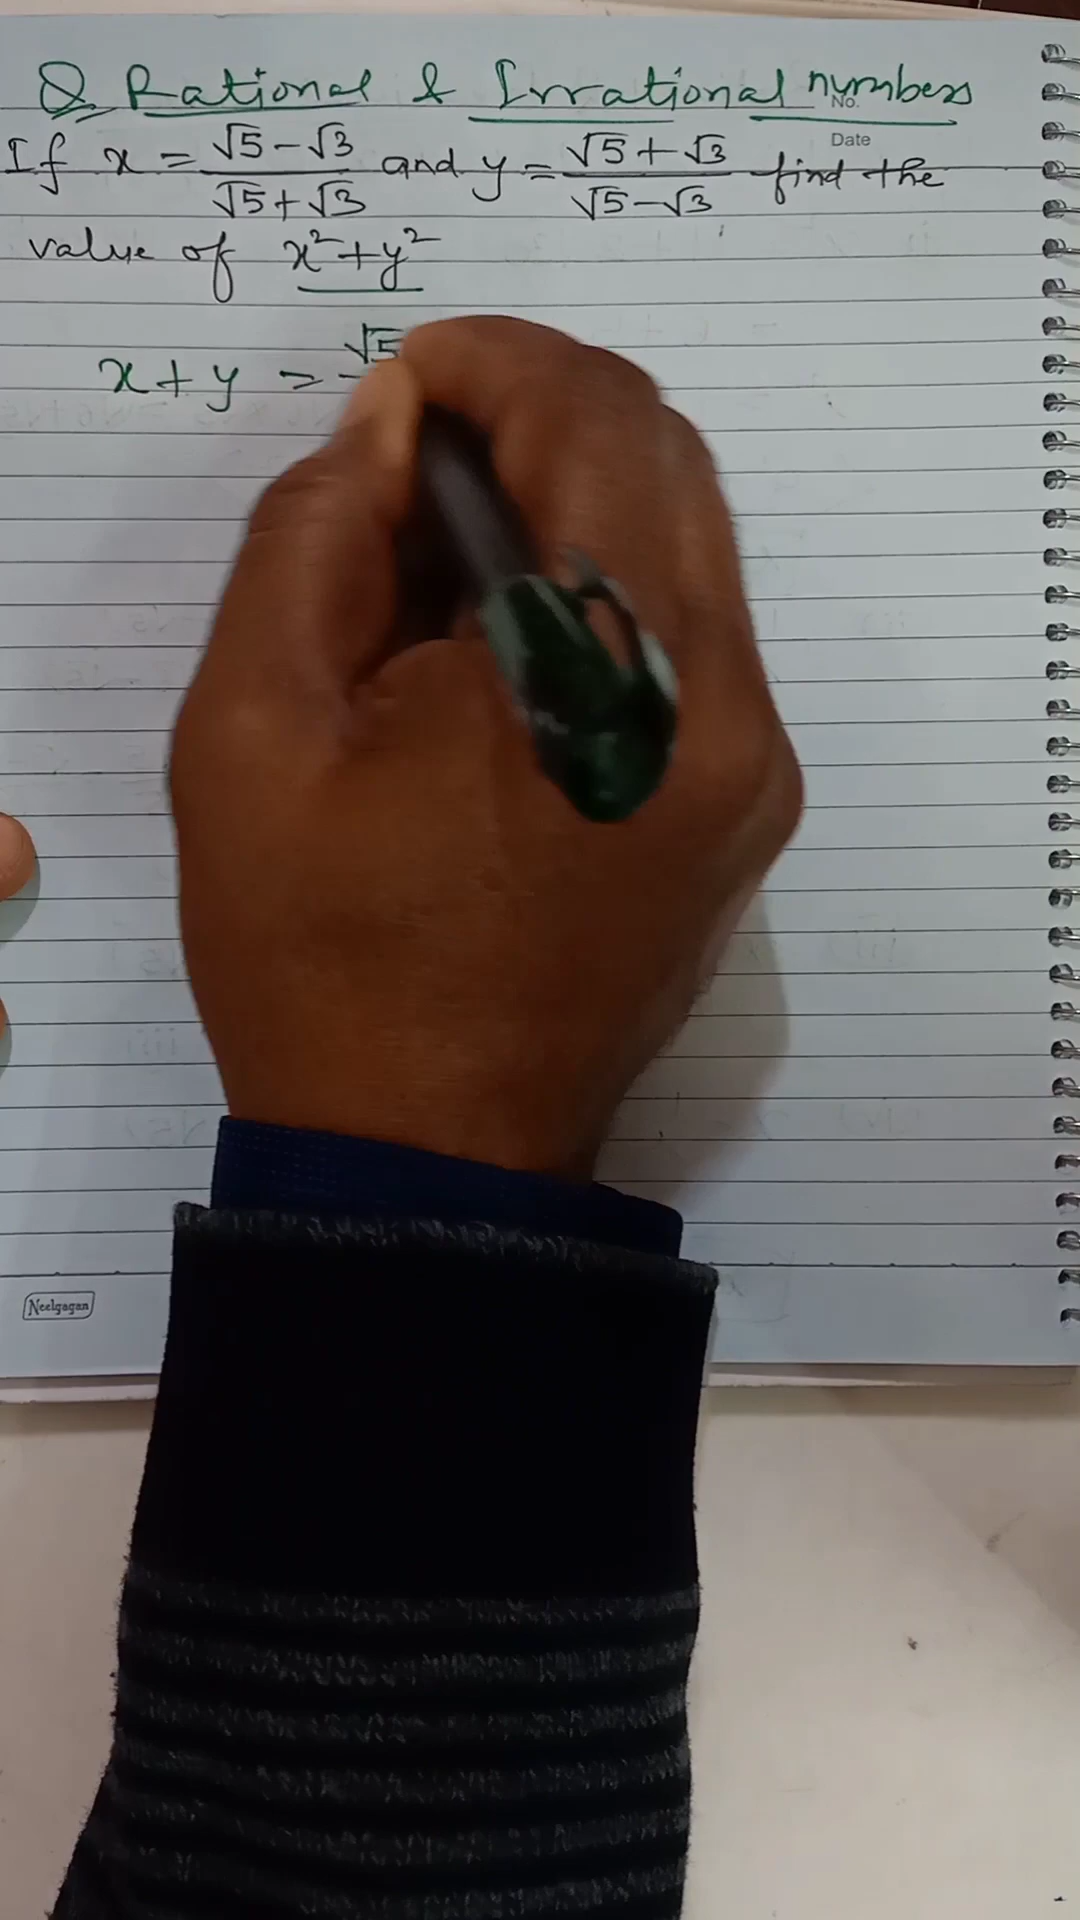 Q Rational & Irrational numbers
No.
Date
If x = √5-√3/√5+√3 and y = √5+√3/√5-√3 find the
value of x²+y²
x+y = √5
Neelgagan